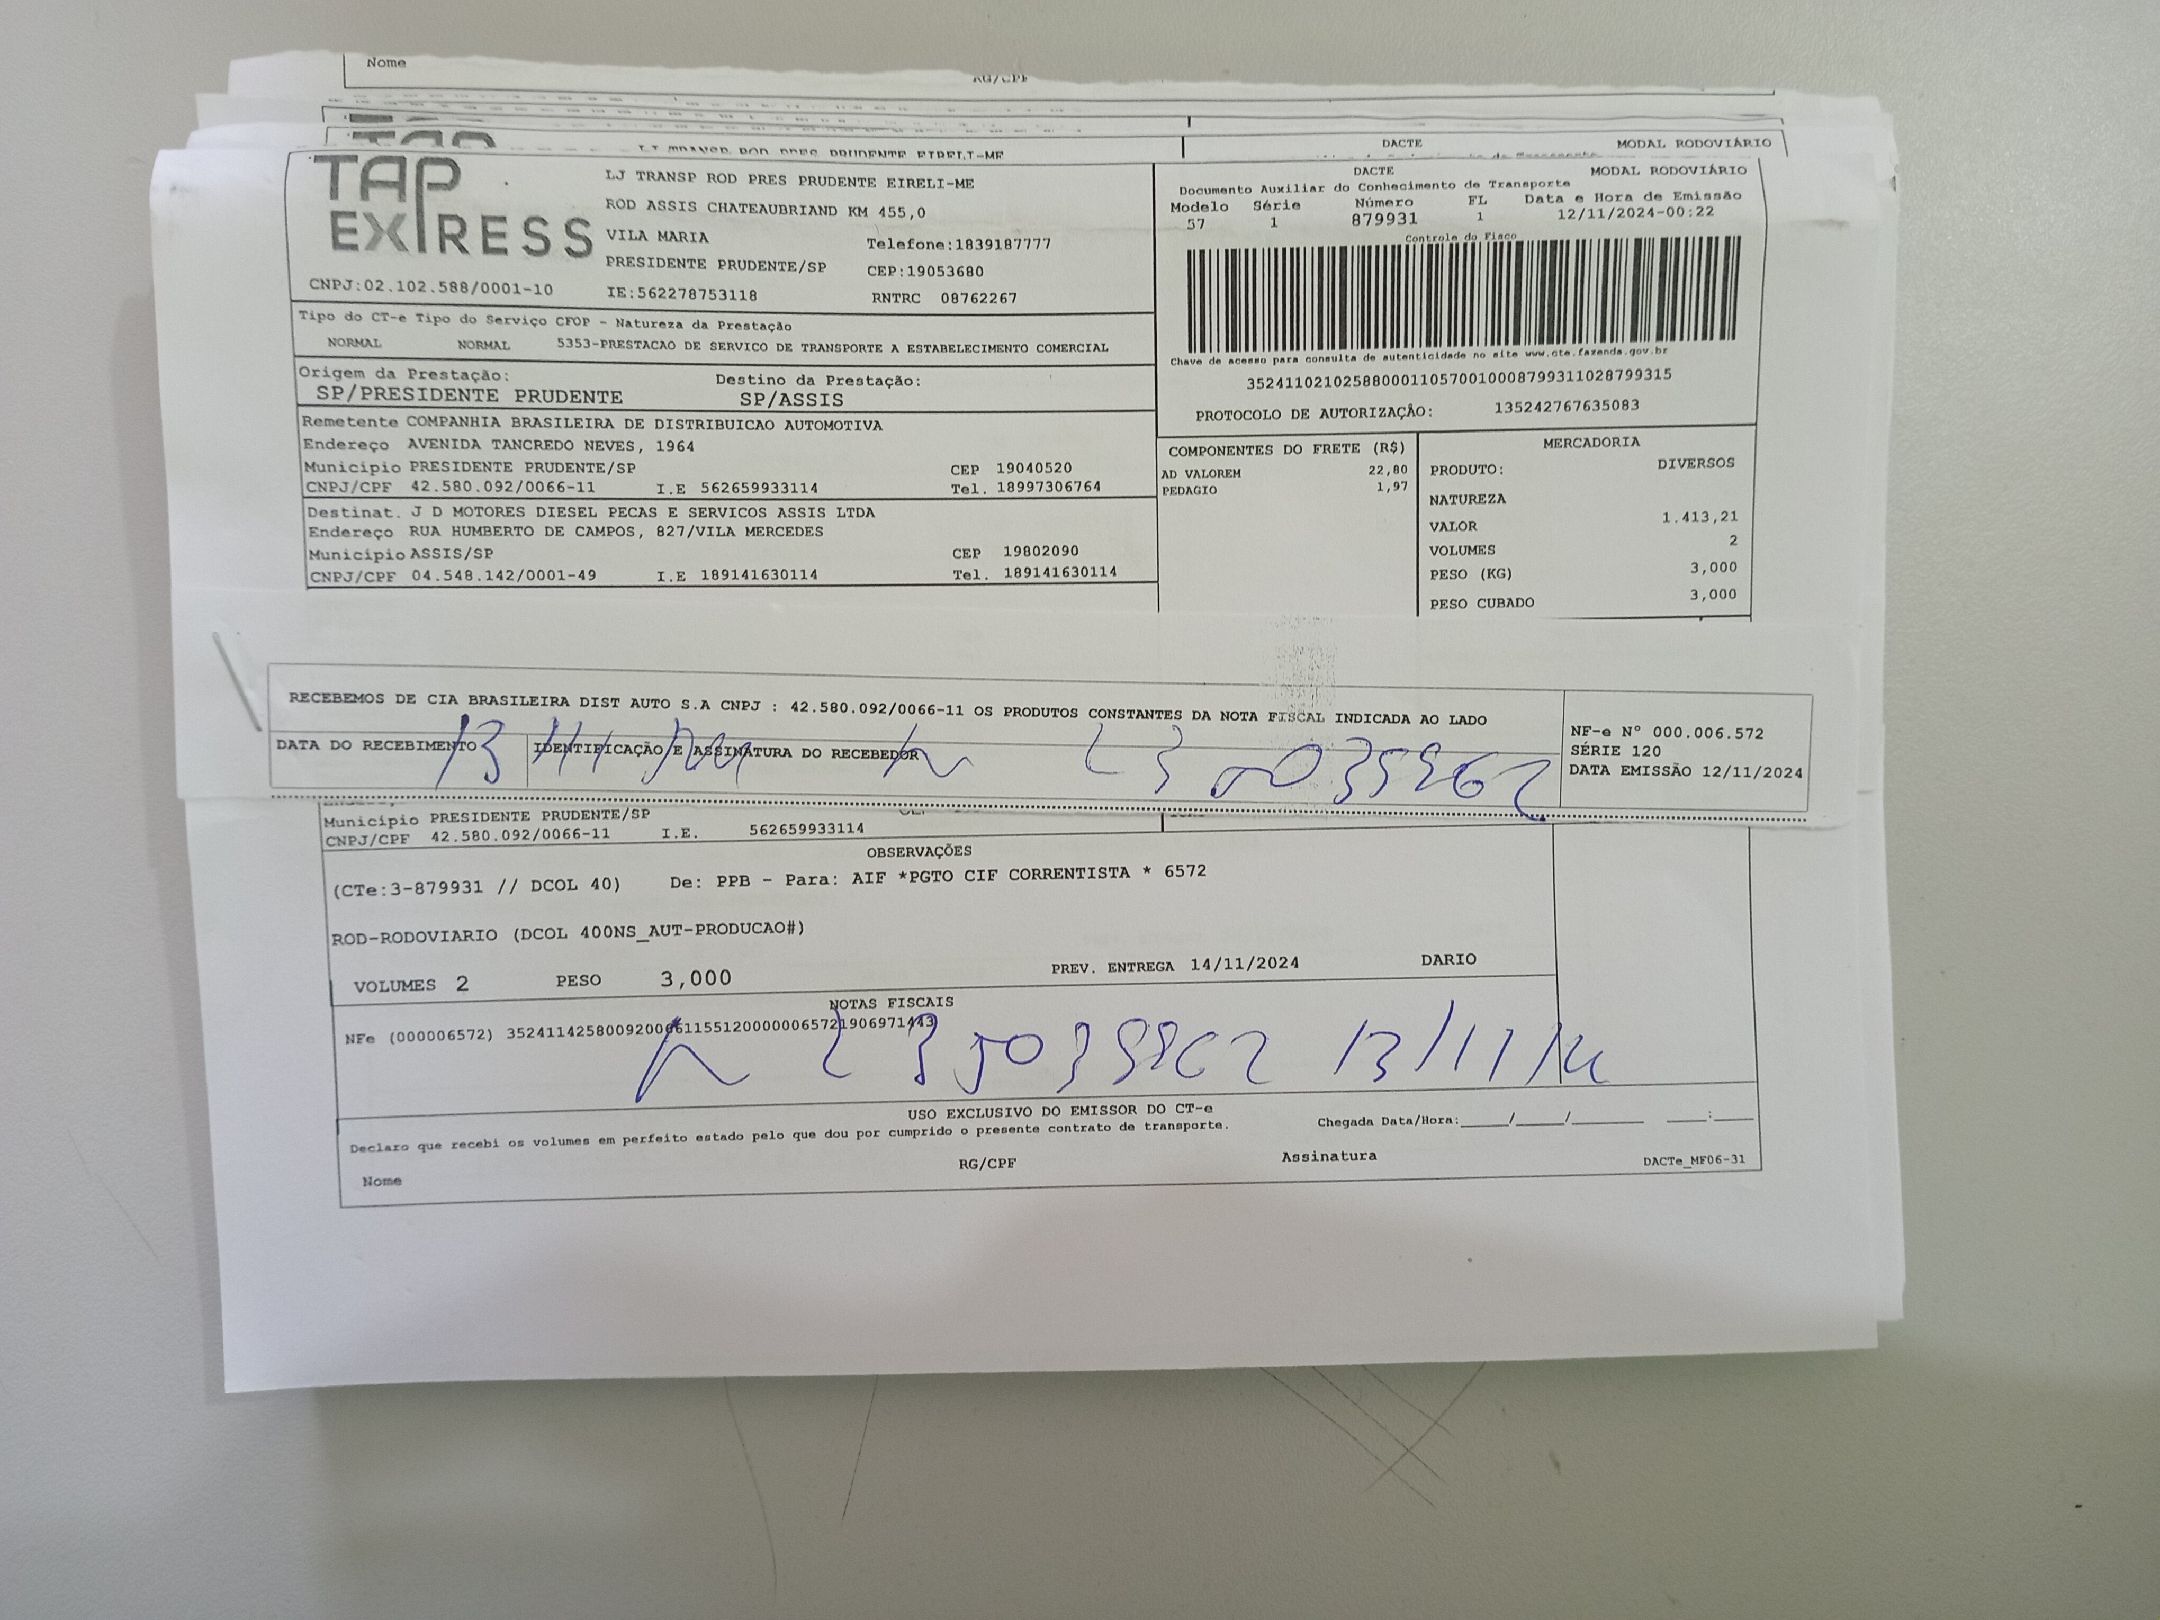 Nome
RG/CPF
LJ TRANSP ROD PRES PRUDENTE EIRELI-ME
DACTE MODAL RODOVIÁRIO
TAP EXPRESS
LJ TRANSP ROD PRES PRUDENTE EIRELI-ME
ROD ASSIS CHATEAUBRIAND KM 455,0
VILA MARIA Telefone:1839187777
PRESIDENTE PRUDENTE/SP CEP:19053680
CNPJ:02.102.588/0001-10 IE:562278753118 RNTRC 08762267
DACTE MODAL RODOVIÁRIO
Documento Auxiliar do Conhecimento de Transporte
Modelo Série Número FL Data e Hora de Emissão
57 1 879931 1 12/11/2024-00:22
Controle do Fisco
Chave de acesso para consulta de autenticidade no site www.cte.fazenda.gov.br
35241102102588000110570010008799311028799315
PROTOCOLO DE AUTORIZAÇÂO: 135242767635083
Tipo do CT-e Tipo do Serviço CFOP - Natureza da Prestação
NORMAL NORMAL 5353-PRESTACAO DE SERVICO DE TRANSPORTE A ESTABELECIMENTO COMERCIAL
Origem da Prestação: Destino da Prestação:
SP/PRESIDENTE PRUDENTE SP/ASSIS
Remetente COMPANHIA BRASILEIRA DE DISTRIBUICAO AUTOMOTIVA
Endereço AVENIDA TANCREDO NEVES, 1964
Município PRESIDENTE PRUDENTE/SP CEP 19040520
CNPJ/CPF 42.580.092/0066-11 I.E 562659933114 Tel. 18997306764
Destinat. J D MOTORES DIESEL PECAS E SERVICOS ASSIS LTDA
Endereço RUA HUMBERTO DE CAMPOS, 827/VILA MERCEDES
Município ASSIS/SP CEP 19802090
CNPJ/CPF 04.548.142/0001-49 I.E 189141630114 Tel. 189141630114
COMPONENTES DO FRETE (R$)
AD VALOREM 22,80
PEDAGIO 1,97
MERCADORIA
PRODUTO: DIVERSOS
NATUREZA
VALOR 1.413,21
VOLUMES 2
PESO (KG) 3,000
PESO CUBADO 3,000
RECEBEMOS DE CIA BRASILEIRA DIST AUTO S.A CNPJ : 42.580.092/0066-11 OS PRODUTOS CONSTANTES DA NOTA FISCAL INDICADA AO LADO
DATA DO RECEBIMENTO IDENTIFICAÇÃO E ASSINATURA DO RECEBEDOR
NF-e N° 000.006.572
SÉRIE 120
DATA EMISSÃO 12/11/2024
Município PRESIDENTE PRUDENTE/SP
CNPJ/CPF 42.580.092/0066-11 I.E. 562659933114
OBSERVAÇÕES
(CTe:3-879931 // DCOL 40) De: PPB - Para: AIF *PGTO CIF CORRENTISTA * 6572
ROD-RODOVIARIO (DCOL 400NS_AUT-PRODUCAO#)
VOLUMES 2 PESO 3,000 PREV. ENTREGA 14/11/2024 DARIO
NOTAS FISCAIS
NFe (000006572) 35241142580092006611551200000065721906971443
13/11/
USO EXCLUSIVO DO EMISSOR DO CT-e
Declaro que recebi os volumes em perfeito estado pelo que dou por cumprido o presente contrato de transporte.
Chegada Data/Hora:_____/_____/_______ ____:____
Nome RG/CPF Assinatura DACTe_MF06-31